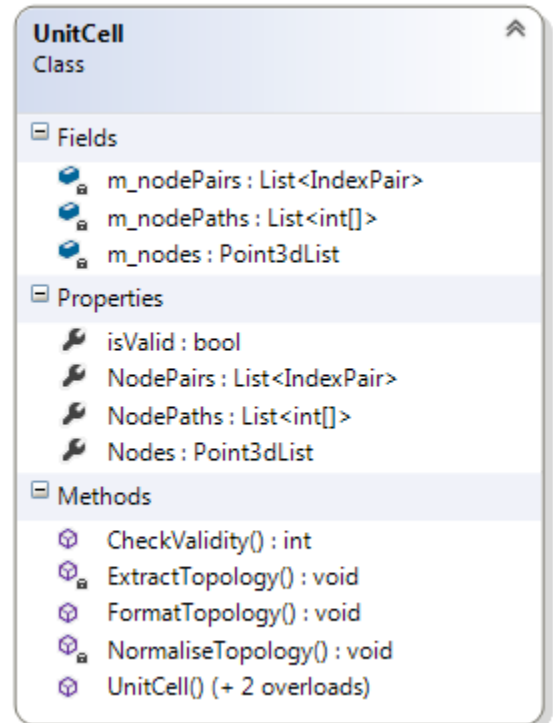 UnitCell
Class
Fields
m_nodePairs : List<IndexPair>
m_nodePaths : List<int[]>
m_nodes : Point3dList
Properties
isValid : bool
NodePairs : List<IndexPair>
NodePaths : List<int[]>
Nodes : Point3dList
Methods
CheckValidity() : int
ExtractTopology() : void
FormatTopology() : void
NormaliseTopology() : void
UnitCell() (+ 2 overloads)